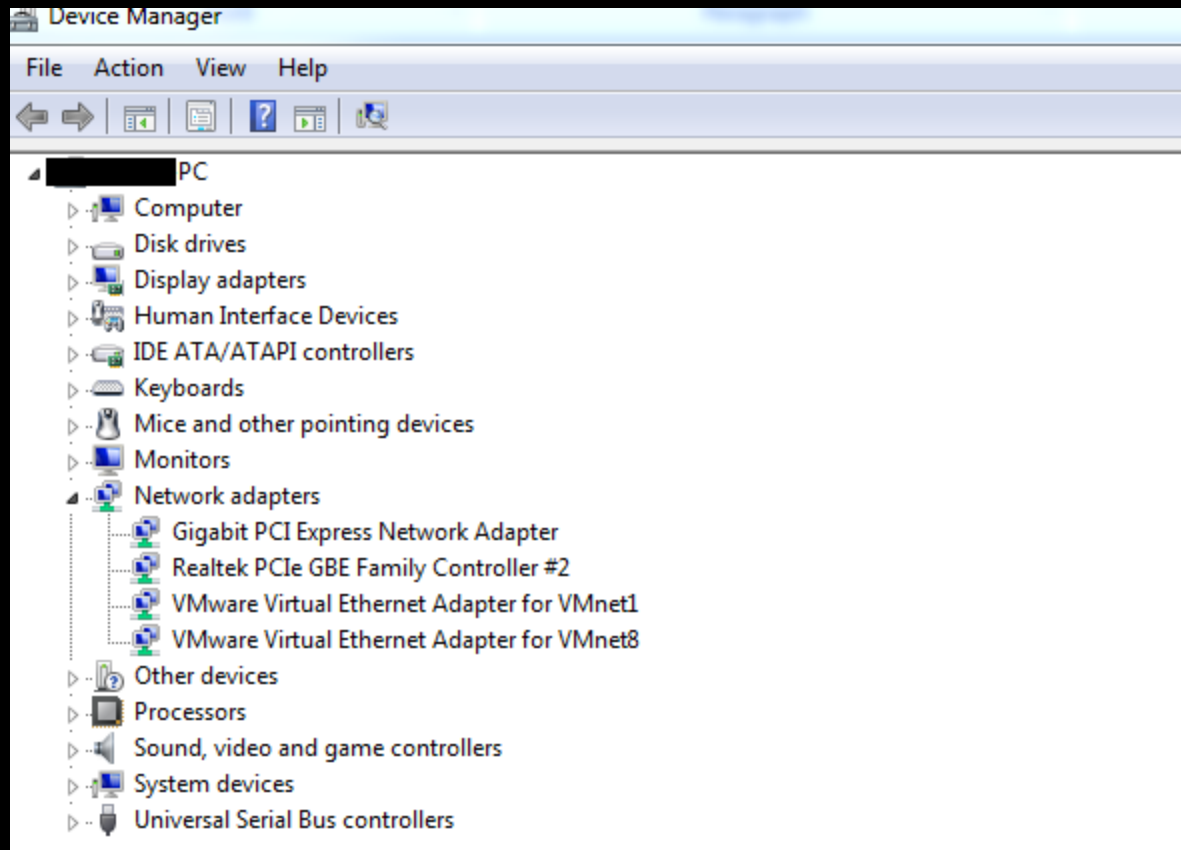 Device Manager
File Action View Help
PC
Computer
Disk drives
Display adapters
Human Interface Devices
IDE ATA/ATAPI controllers
Keyboards
Mice and other pointing devices
Monitors
Network adapters
Gigabit PCI Express Network Adapter
Realtek PCIe GBE Family Controller #2
VMware Virtual Ethernet Adapter for VMnet1
VMware Virtual Ethernet Adapter for VMnet8
Other devices
Processors
Sound, video and game controllers
System devices
Universal Serial Bus controllers